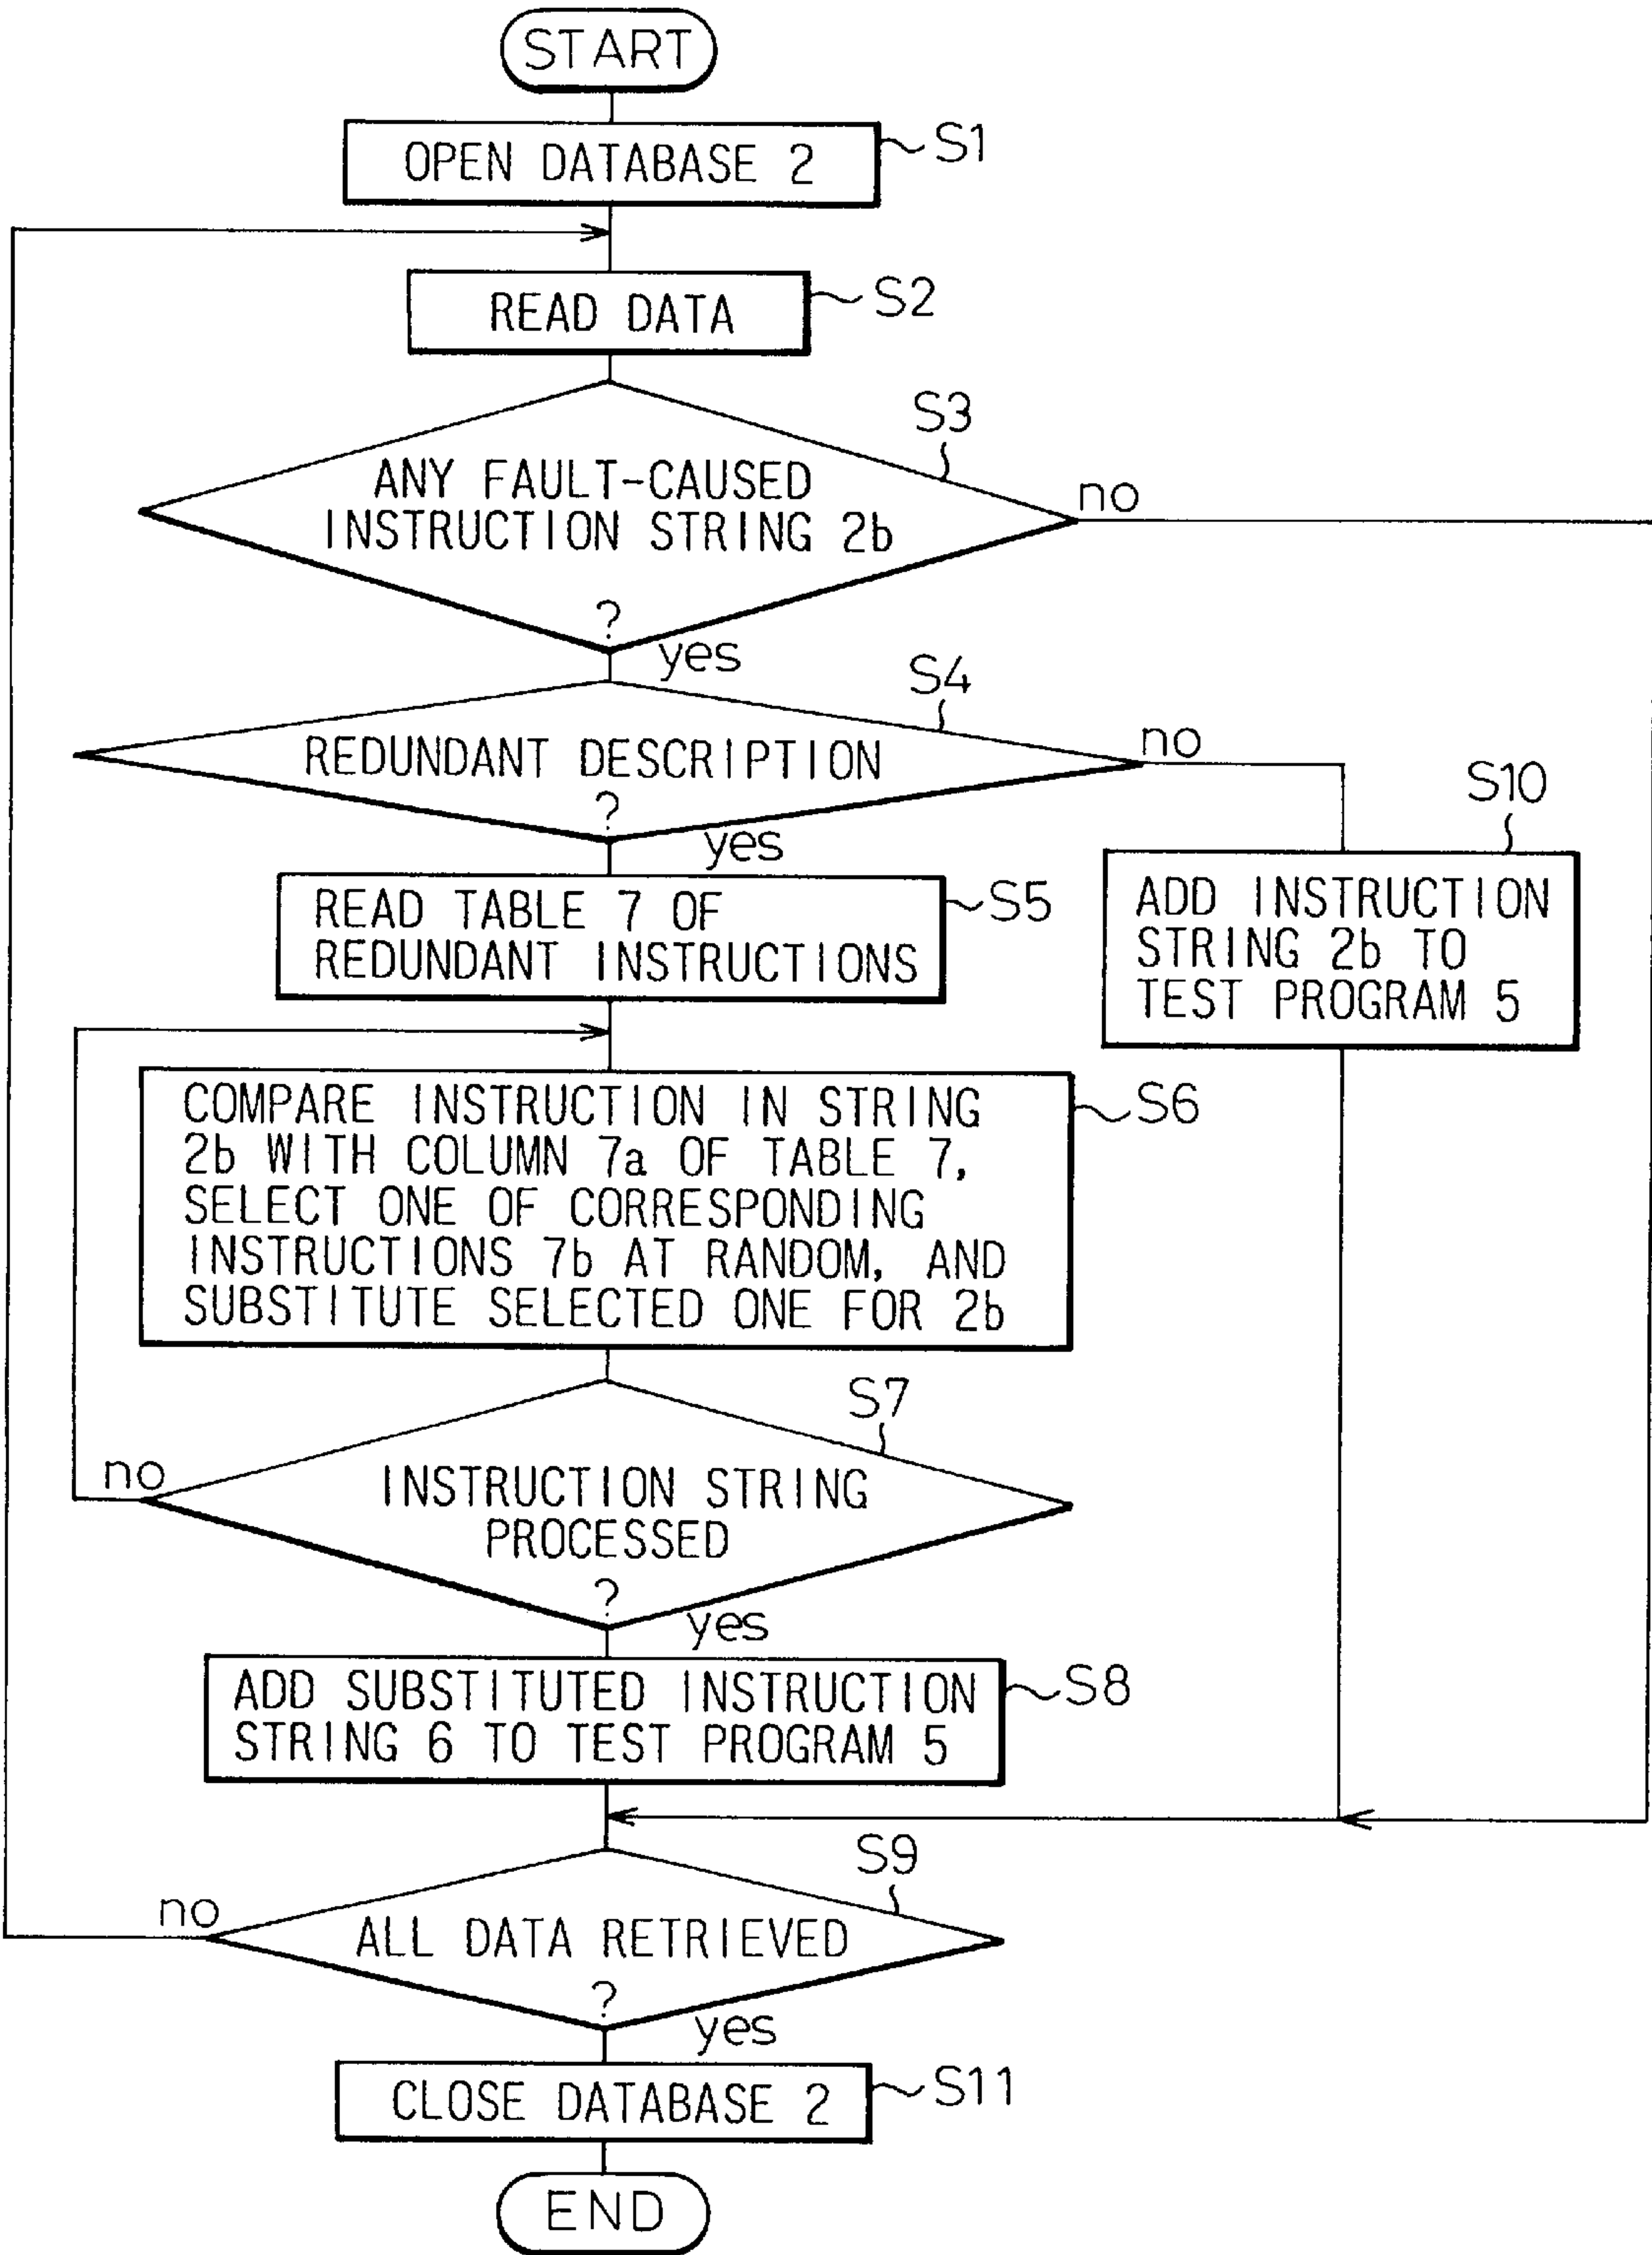 START
OPEN DATABASE 2
S1
READ DATA
S2
S3
ANY FAULT-CAUSED
INSTRUCTION STRING 2b
?
no
yes
S4
REDUNDANT DESCRIPTION
?
no
yes
S10
READ TABLE 7 OF
REDUNDANT INSTRUCTIONS
S5
ADD INSTRUCTION
STRING 2b TO
TEST PROGRAM 5
COMPARE INSTRUCTION IN STRING
2b WITH COLUMN 7a OF TABLE 7,
SELECT ONE OF CORRESPONDING
INSTRUCTIONS 7b AT RANDOM, AND
SUBSTITUTE SELECTED ONE FOR 2b
S6
S7
no
INSTRUCTION STRING
PROCESSED
?
yes
ADD SUBSTITUTED INSTRUCTION
STRING 6 TO TEST PROGRAM 5
S8
S9
no
ALL DATA RETRIEVED
?
yes
CLOSE DATABASE 2
S11
END